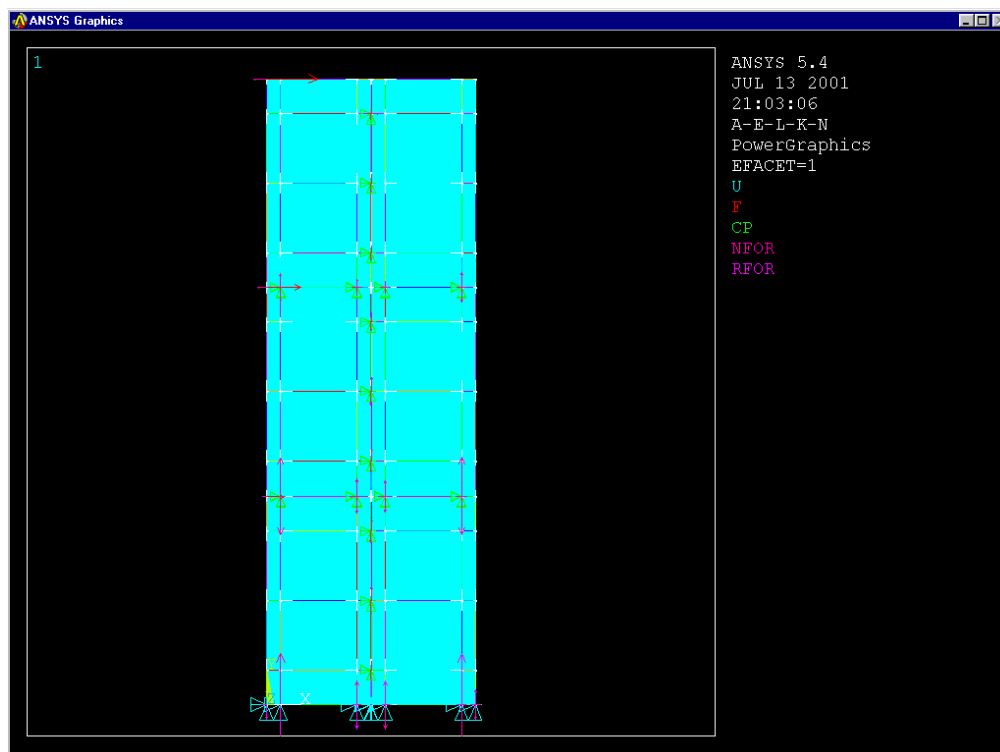 ANSYS Graphics
1
ANSYS 5.4
JUL 13 2001
21:03:06
A-E-L-K-N
PowerGraphics
EFACET=1
U
F
CP
NFOR
RFOR
X